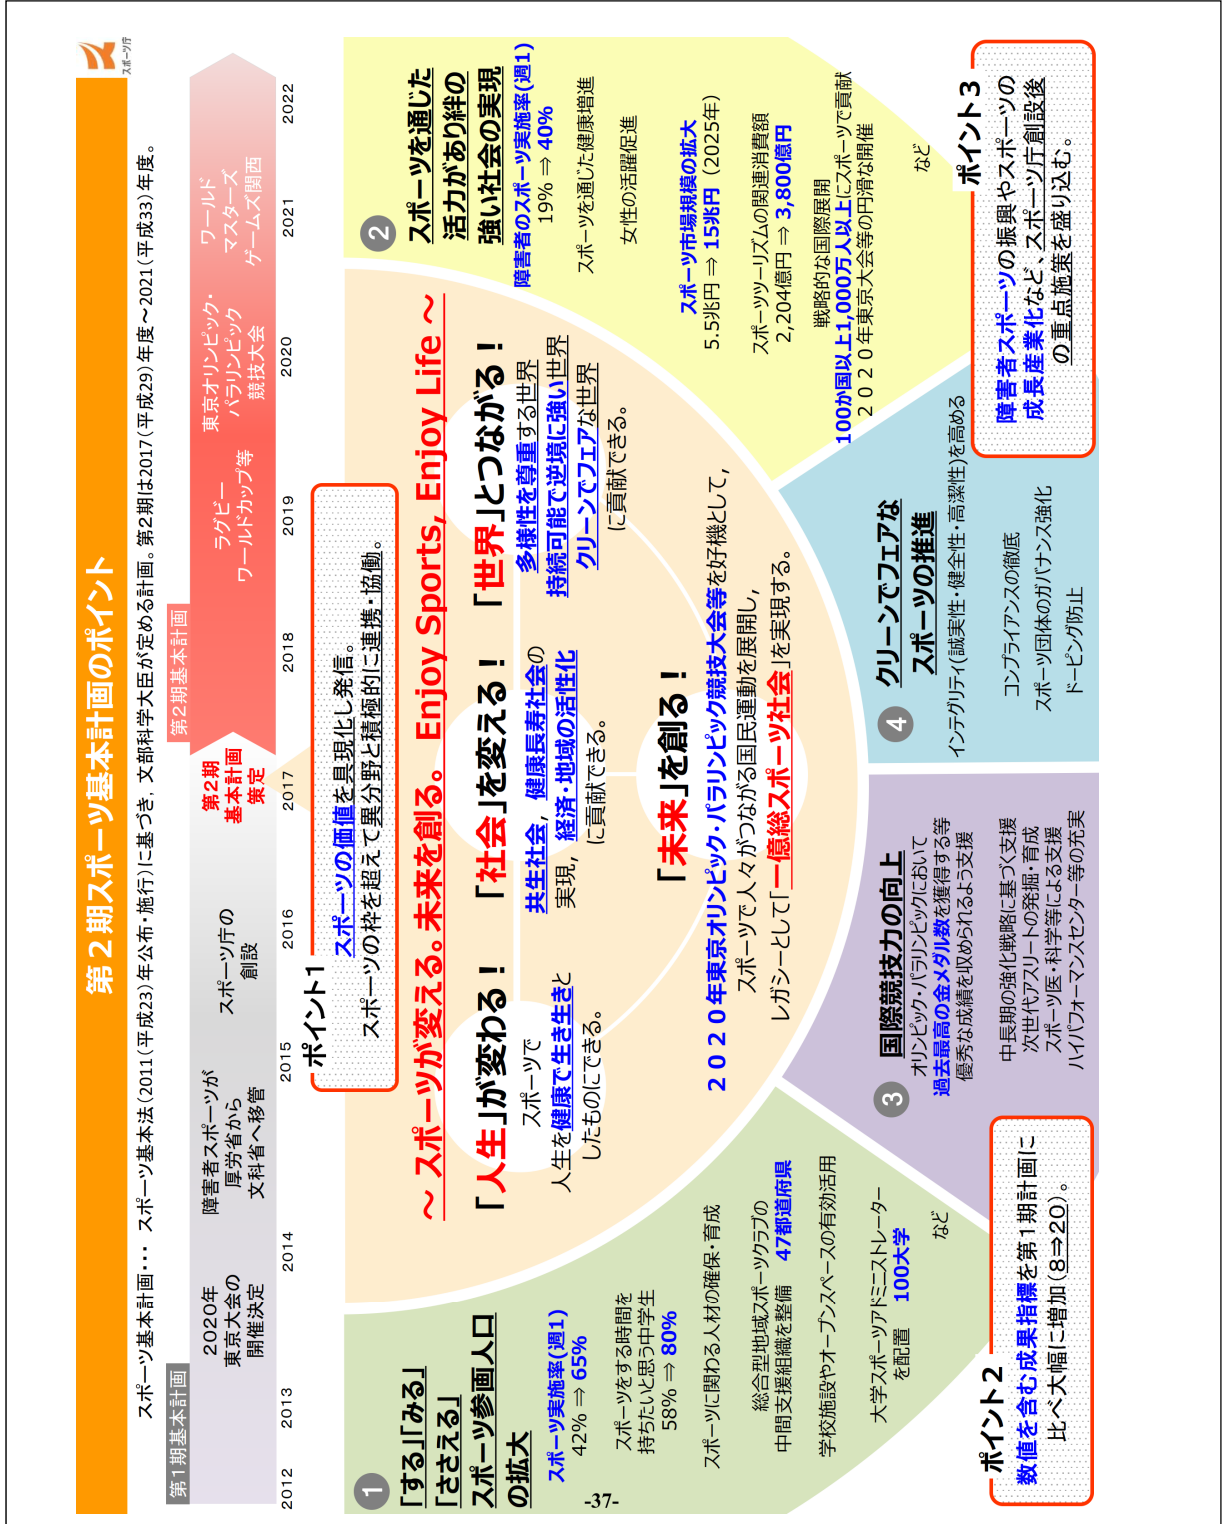 第２期スポーツ基本計画のポイント
スポーツ庁
スポーツ基本計画･･･ スポーツ基本法（2011（平成23）年公布・施行）に基づき，文部科学大臣が定める計画。第２期は2017（平成29）年度～2021（平成33）年度。
第１期基本計画
第２期基本計画
2020年
東京大会の
開催決定
障害者スポーツが
厚労省から
文科省へ移管
スポーツ庁の
創設
第２期
基本計画
策定
ラグビー
ワールドカップ等
東京オリンピック・
パラリンピック
競技大会
ワールド
マスターズ
ゲームズ関西
2012
2013
2014
2015
2016
2017
2018
2019
2020
2021
2022
ポイント１
スポーツの価値を具現化し発信。
スポーツの枠を超えて異分野と積極的に連携・協働。
～ スポーツが変える。未来を創る。 Enjoy Sports, Enjoy Life ～
「人生」が変わる！
スポーツで
人生を健康で生き生きと
したものにできる。
「社会」を変える！
共生社会，健康長寿社会の
実現，経済・地域の活性化
に貢献できる。
「世界」とつながる！
多様性を尊重する世界
持続可能で逆境に強い世界
クリーンでフェアな世界
に貢献できる。
「未来」を創る！
２０２０年東京オリンピック・パラリンピック競技大会等を好機として，
スポーツで人々がつながる国民運動を展開し，
レガシーとして「一億総スポーツ社会」を実現する。
1
「する」「みる」
「ささえる」
スポーツ参画人口
の拡大
スポーツ実施率（週１）
42% ⇒ 65%
スポーツをする時間を
持ちたいと思う中学生
58% ⇒ 80%
スポーツに関わる人材の確保・育成
総合型地域スポーツクラブの
中間支援組織を整備 47都道府県
学校施設やオープンスペースの有効活用
大学スポーツアドミニストレーター
を配置 100大学
など
2
スポーツを通じた
活力があり絆の
強い社会の実現
障害者のスポーツ実施率（週１）
19% ⇒ 40%
スポーツを通じた健康増進
女性の活躍促進
スポーツ市場規模の拡大
5.5兆円 ⇒ 15兆円（2025年）
スポーツツーリズムの関連消費額
2,204億円 ⇒ 3,800億円
戦略的な国際展開
100か国以上1,000万人以上にスポーツで貢献
２０２０年東京大会等の円滑な開催
など
3
国際競技力の向上
オリンピック・パラリンピックにおいて
過去最高の金メダル数を獲得する等
優秀な成績を収められるよう支援
中長期の強化戦略に基づく支援
次世代アスリートの発掘・育成
スポーツ医・科学等による支援
ハイパフォーマンスセンター等の充実
4
クリーンでフェアな
スポーツの推進
インテグリティ（誠実性・健全性・高潔性）を高める
コンプライアンスの徹底
スポーツ団体のガバナンス強化
ドーピング防止
ポイント２
数値を含む成果指標を第１期計画に
比べ大幅に増加（８⇒20）。
ポイント３
障害者スポーツの振興やスポーツの
成長産業化など、スポーツ庁創設後
の重点施策を盛り込む。
-37-